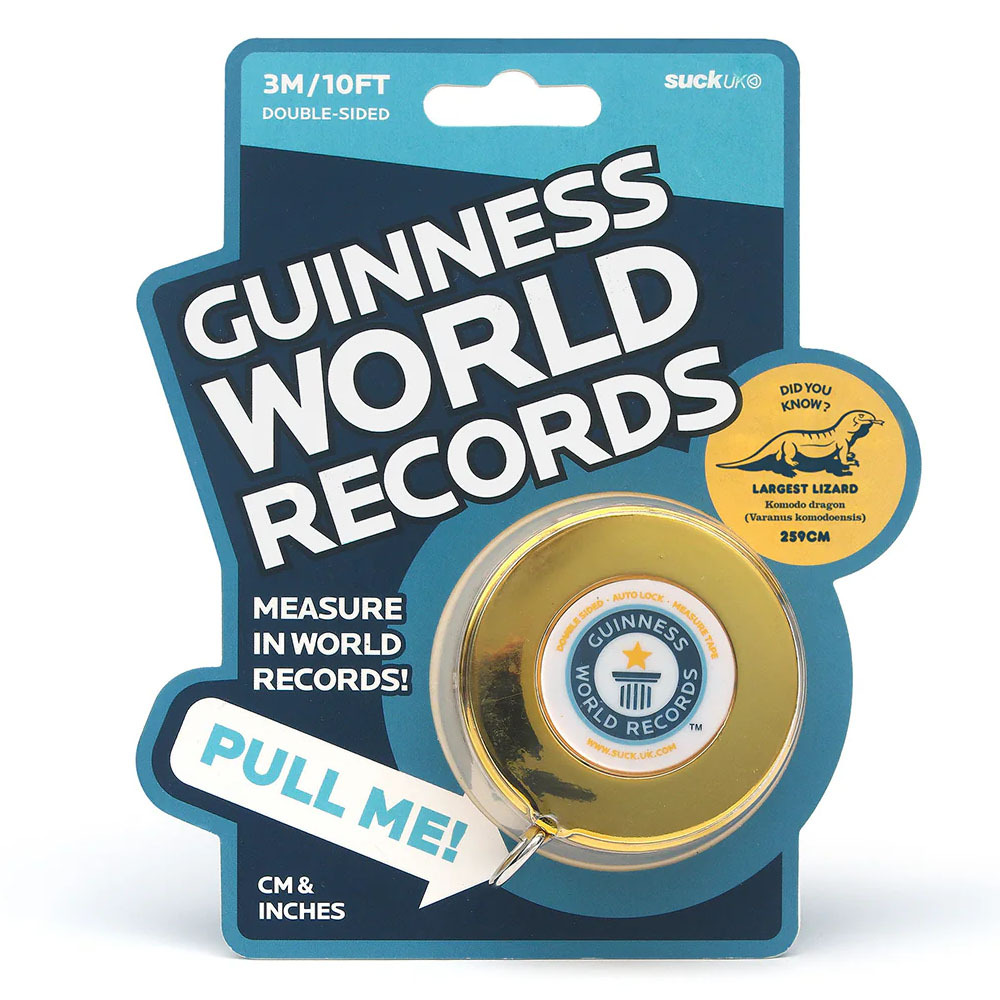 3M/10FT
DOUBLE-SIDED
suckUK
GUINNESS
WORLD
RECORDS
DID YOU
KNOW?
LARGEST LIZARD
Komodo dragon
(Varanus komodoensis)
259CM
MEASURE
IN WORLD
RECORDS!
DOUBLE SIDED · AUTO LOCK · MEASURE TAPE
GUINNESS
WORLD RECORDS
TM
WWW.SUCK.UK.COM
PULL ME!
CM &
INCHES